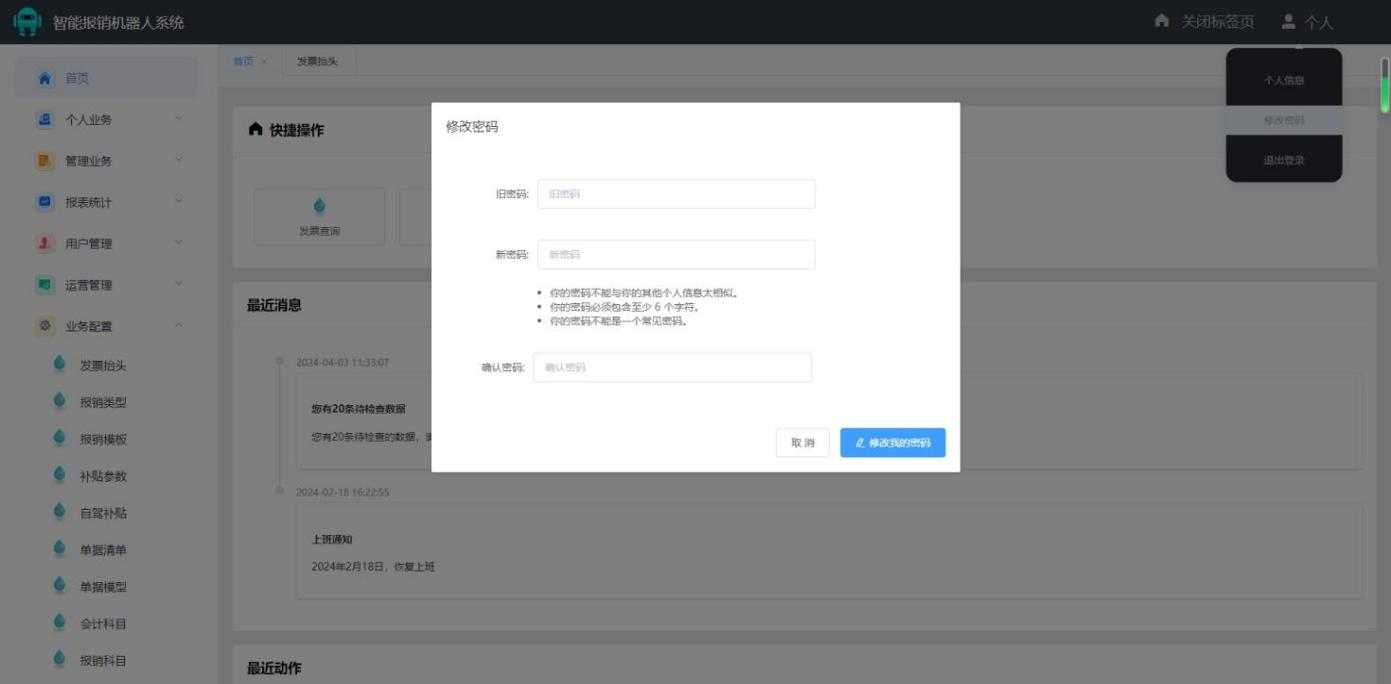 智能报销机器人系统
关闭标签页
个人
首页
个人业务
管理业务
报表统计
用户管理
运营管理
业务配置
发票抬头
报销类型
报销模板
补贴参数
自驾补贴
单据清单
单据模型
会计科目
报销科目
首页 ×
发票抬头
个人信息
修改密码
退出登录
快捷操作
发票查询
最近消息
2024-04-03 11:33:07
您有20条待检查数据
您有20条待检查的数据，
2024-02-18 16:22:55
上班通知
2024年2月18日，恢复上班
最近动作
修改密码
旧密码: 旧密码
新密码: 新密码
• 你的密码不能与你的其他个人信息太相似。
• 你的密码必须包含至少 6 个字符。
• 你的密码不能是一个常见密码。
确认密码: 确认密码
取 消
修改我的密码